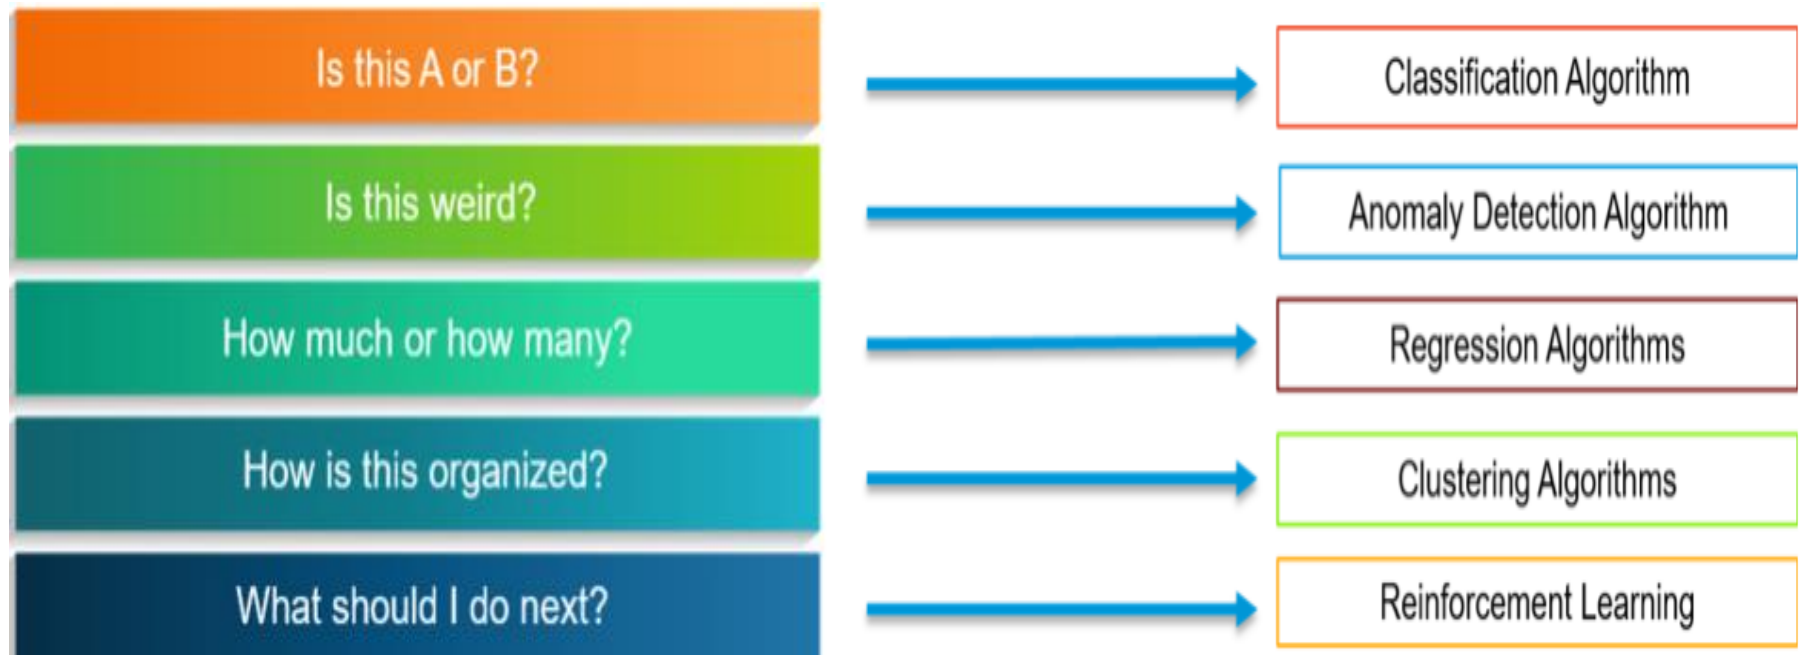 Is this A or B?
Classification Algorithm
Is this weird?
Anomaly Detection Algorithm
How much or how many?
Regression Algorithms
How is this organized?
Clustering Algorithms
What should I do next?
Reinforcement Learning